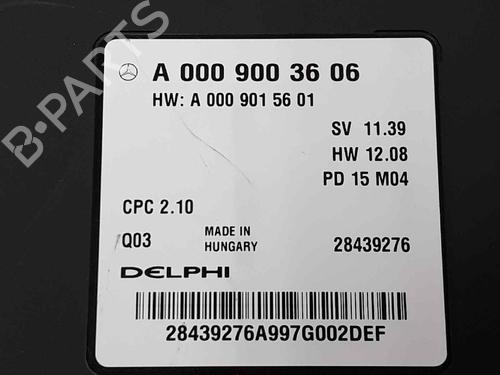 A 000 900 36 06
HW: A 000 901 56 01
SV 11.39
HW 12.08
PD 15 M04
CPC 2.10
Q03
MADE IN
HUNGARY
28439276
DELPHI
28439276A997G002DEF
B-PARTS